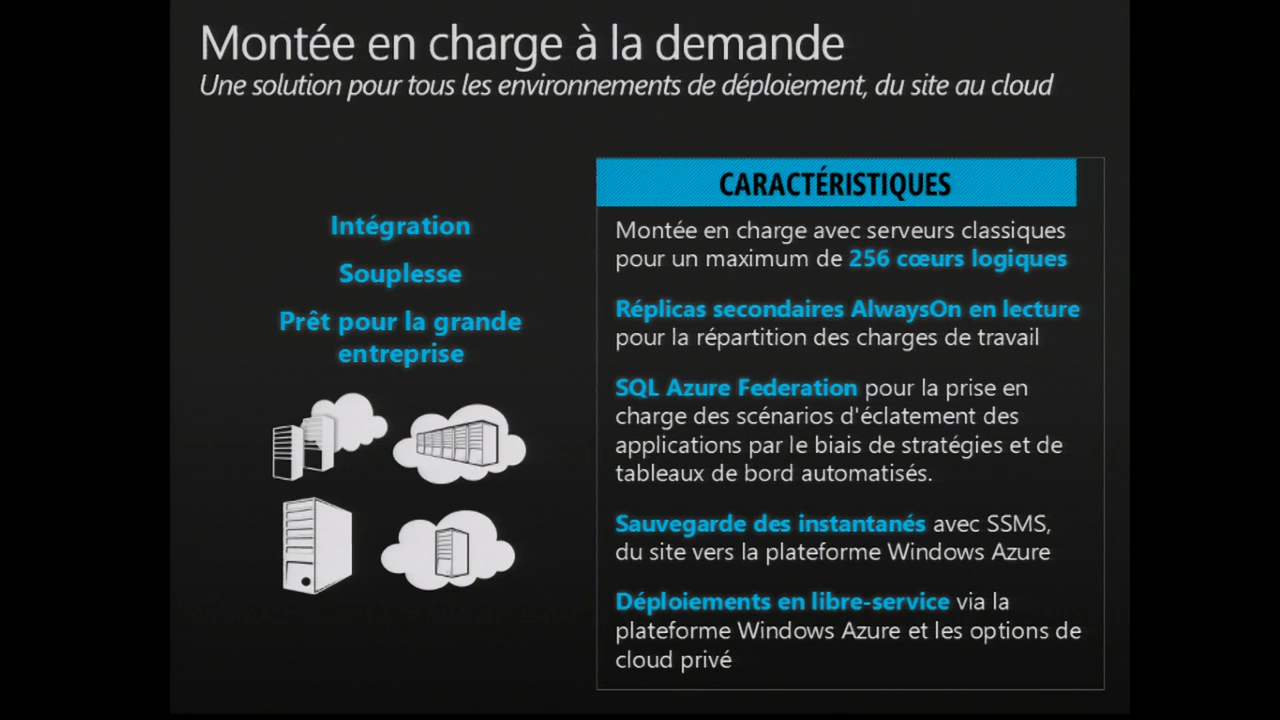 Montée en charge à la demande
Une solution pour tous les environnements de déploiement, du site au cloud
Intégration
Souplesse
Prêt pour la grande
entreprise
CARACTÉRISTIQUES
Montée en charge avec serveurs classiques
pour un maximum de 256 cœurs logiques
Réplicas secondaires AlwaysOn en lecture
pour la répartition des charges de travail
SQL Azure Federation pour la prise en
charge des scénarios d'éclatement des
applications par le biais de stratégies et de
tableaux de bord automatisés.
Sauvegarde des instantanés avec SSMS,
du site vers la plateforme Windows Azure
Déploiements en libre-service via la
plateforme Windows Azure et les options de
cloud privé